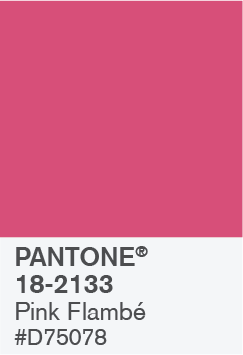 PANTONE®
18-2133
Pink Flambé
#D75078